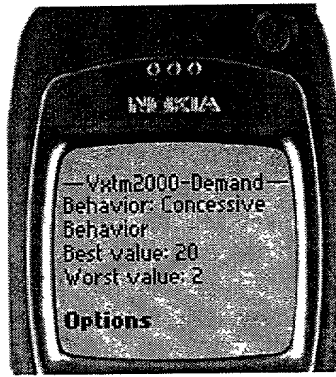 NOKIA
Vxtm2000-Demand
Behavior: Concessive
Behavior
Best value: 20
Worst value: 2
Options